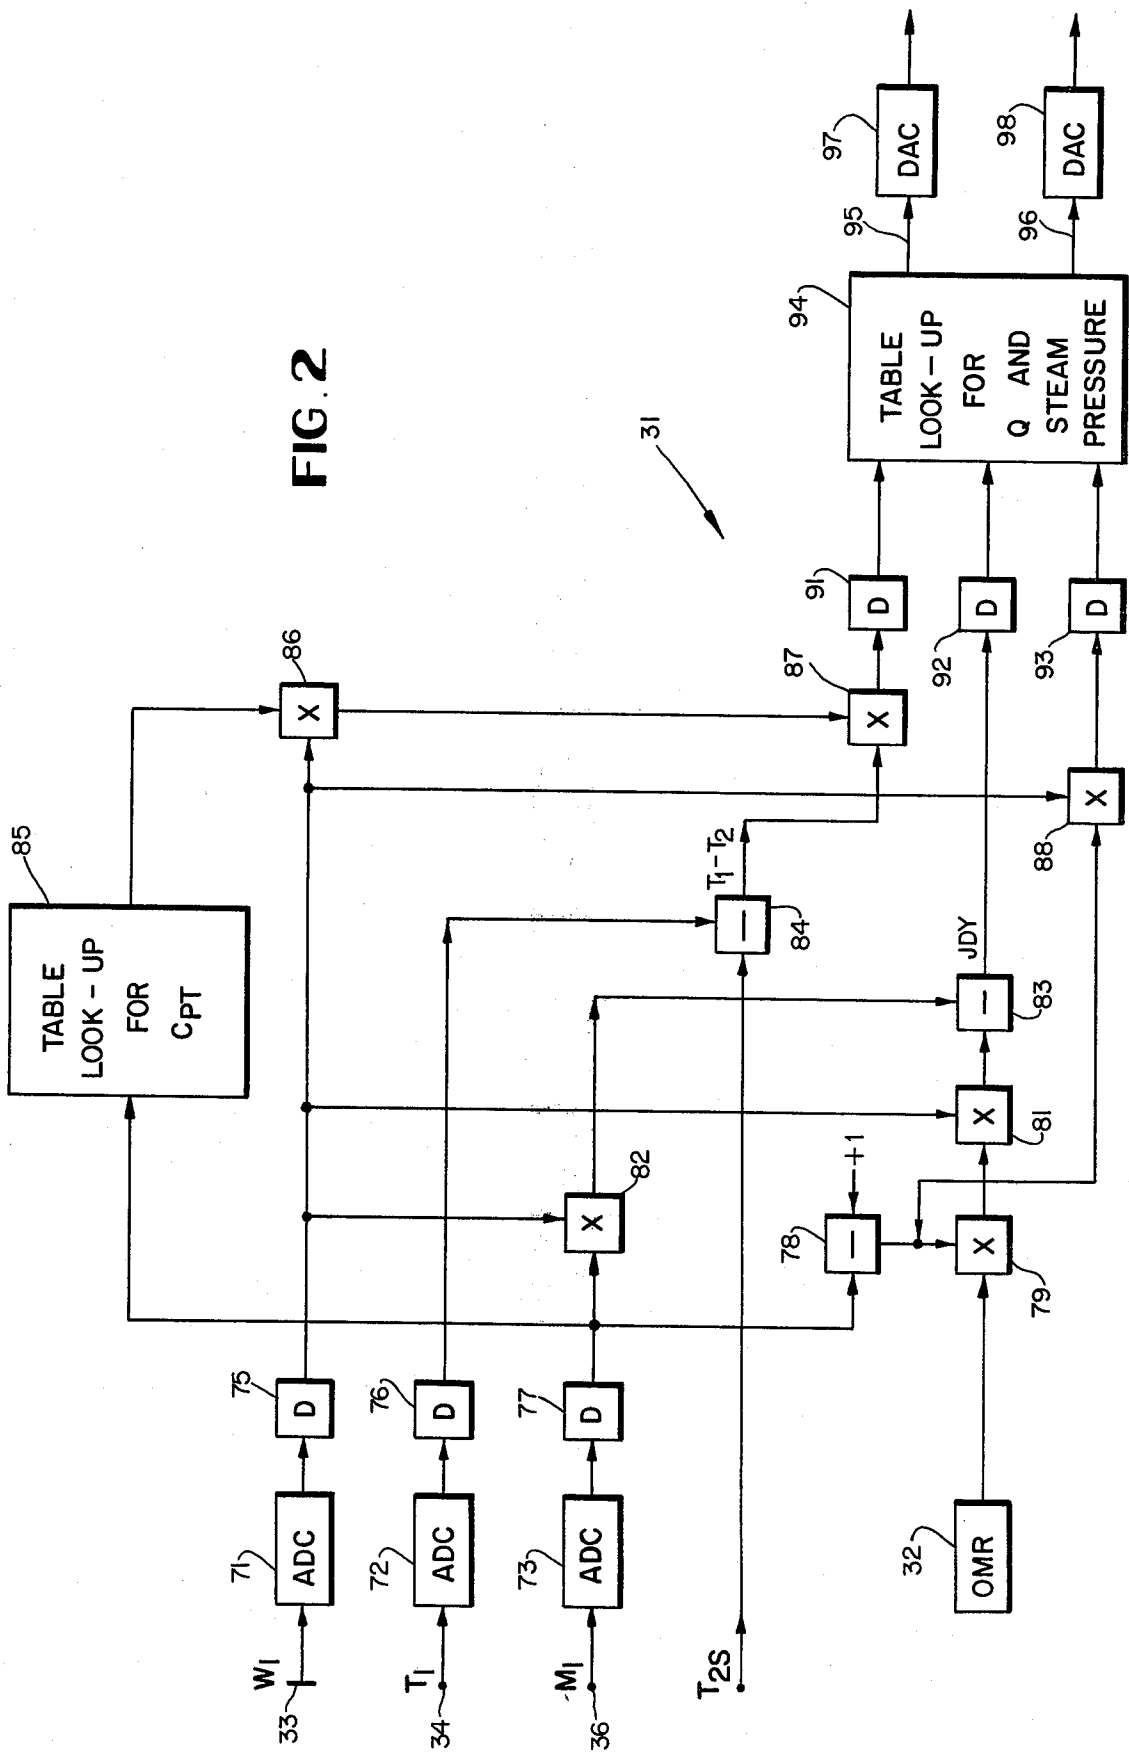 FIG. 2
31
85
TABLE
LOOK-UP
FOR
CPT
86
X
W1
33
71
ADC
75
D
T1
34
72
ADC
76
D
M1
36
73
ADC
77
D
82
X
T2S
T1-T2
84
−
87
X
91
D
78
−
+1
32
OMR
79
X
81
X
83
−
JDY
92
D
88
X
93
D
94
TABLE
LOOK-UP
FOR
Q AND
STEAM
PRESSURE
95
97
DAC
96
98
DAC